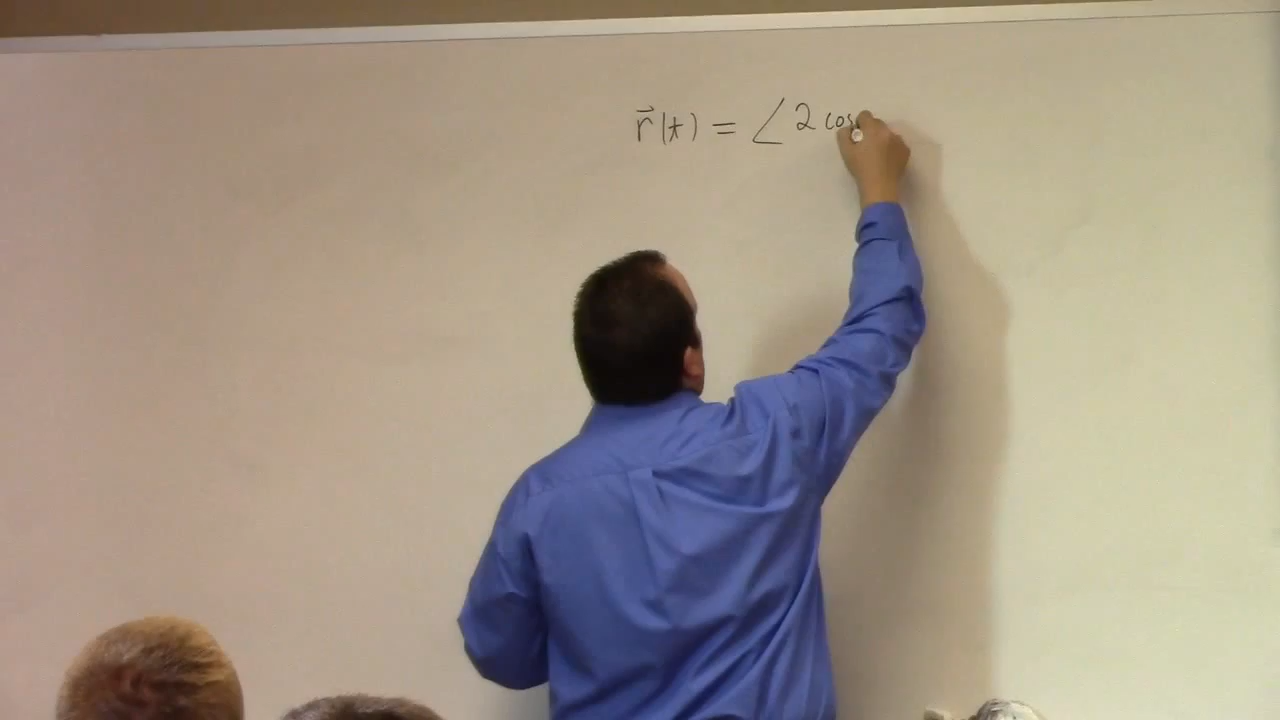 r⃗(t) = ⟨2 cos